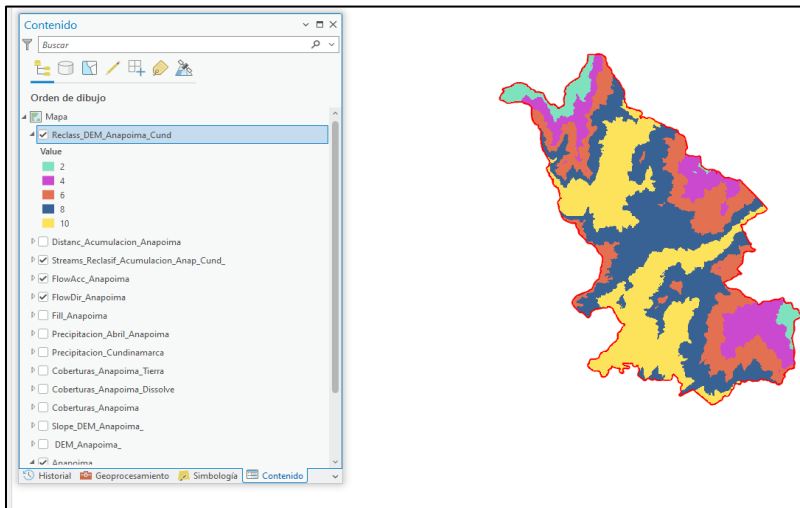 Contenido
Buscar
Orden de dibujo
Mapa
Reclass_DEM_Anapoima_Cund
Value
2
4
6
8
10
Distanc_Acumulacion_Anapoima
Streams_Reclasif_Acumulacion_Anap_Cund_
FlowAcc_Anapoima
FlowDir_Anapoima
Fill_Anapoima
Precipitacion_Abril_Anapoima
Precipitacion_Cundinamarca
Coberturas_Anapoima_Tierra
Coberturas_Anapoima_Dissolve
Coberturas_Anapoima
Slope_DEM_Anapoima_
DEM_Anapoima_
Anapoima
Historial Geoprocesamiento Simbología Contenido